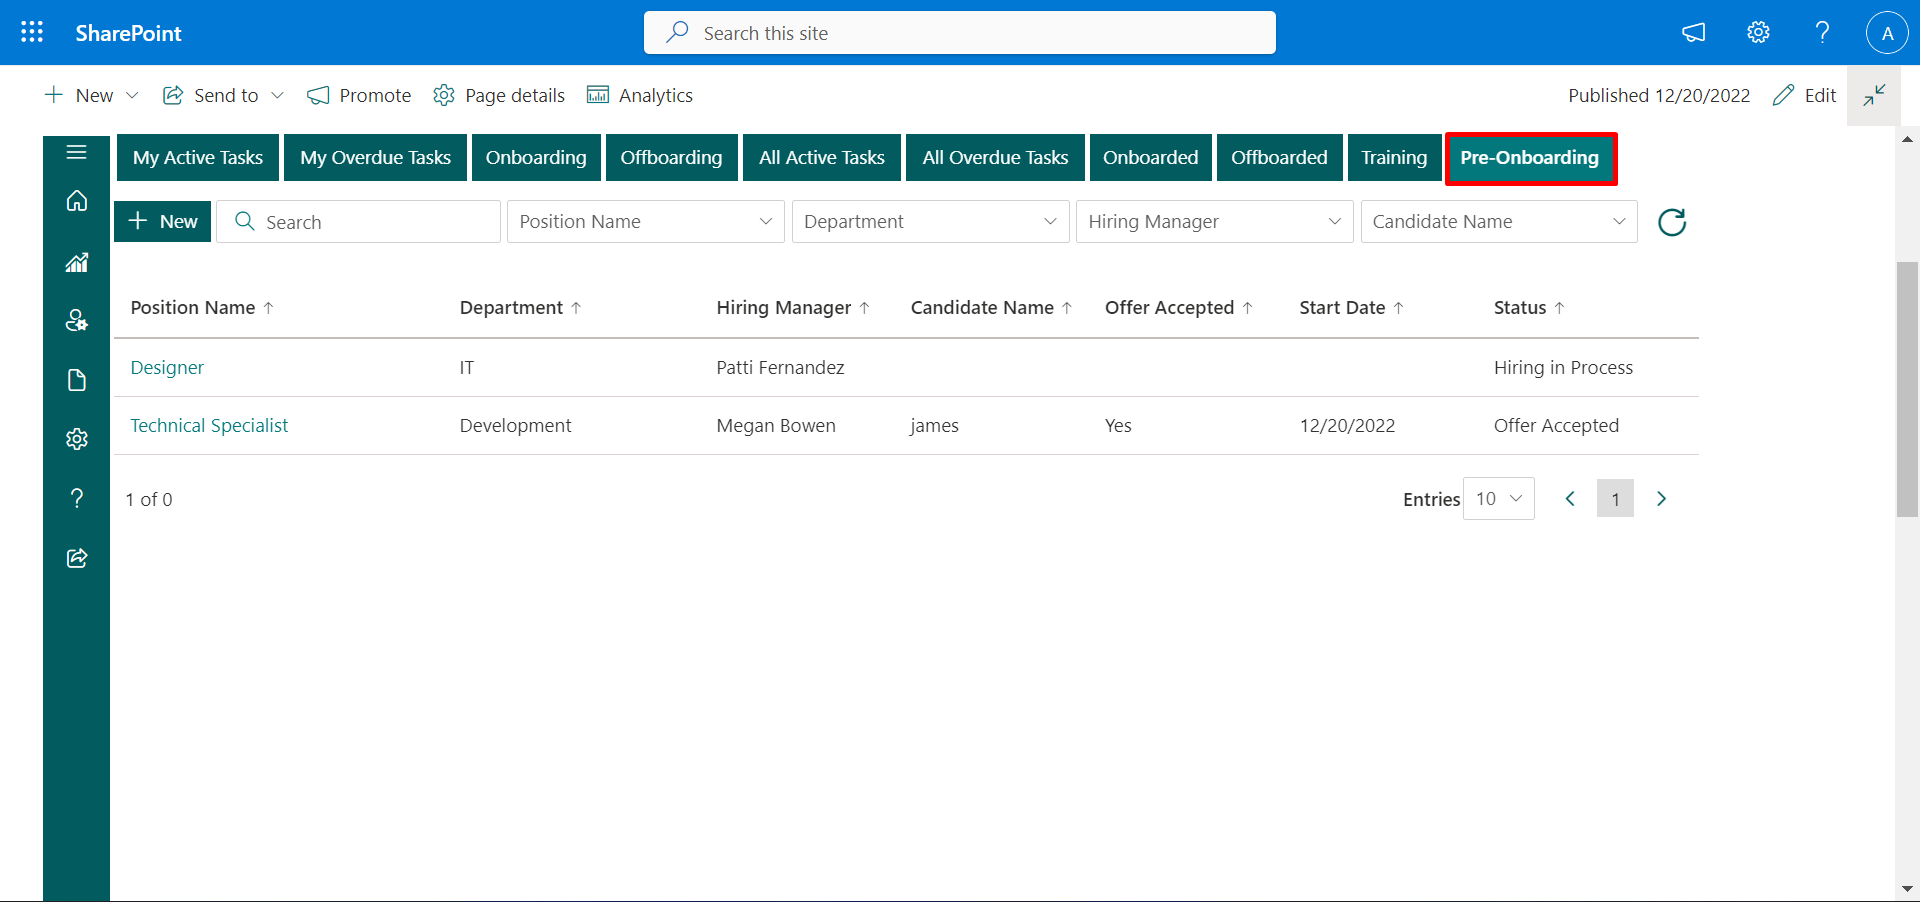 SharePoint
Search this site
A
New
Send to
Promote
Page details
Analytics
Published 12/20/2022
Edit
My Active Tasks
My Overdue Tasks
Onboarding
Offboarding
All Active Tasks
All Overdue Tasks
Onboarded
Offboarded
Training
Pre-Onboarding
New
Search
Position Name
Department
Hiring Manager
Candidate Name
Position Name ↑ Department ↑ Hiring Manager ↑ Candidate Name ↑ Offer Accepted ↑ Start Date ↑ Status ↑
Designer IT Patti Fernandez Hiring in Process
Technical Specialist Development Megan Bowen james Yes 12/20/2022 Offer Accepted
1 of 0
Entries 10
1